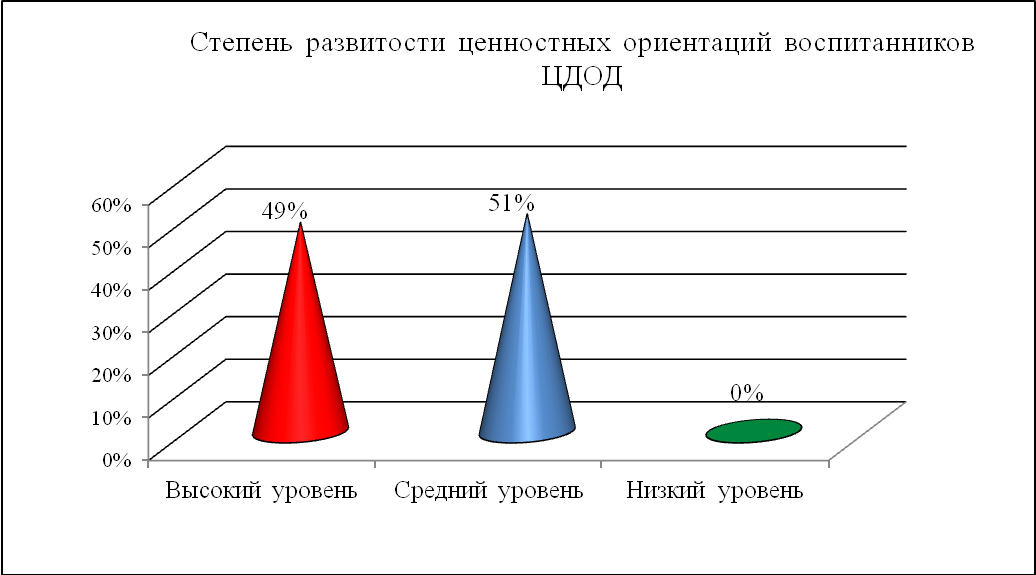 Степень развитости ценностных ориентаций воспитанников
ЦДОД
60%
50%
40%
30%
20%
10%
0%
49%
51%
0%
Высокий уровень
Средний уровень
Низкий уровень